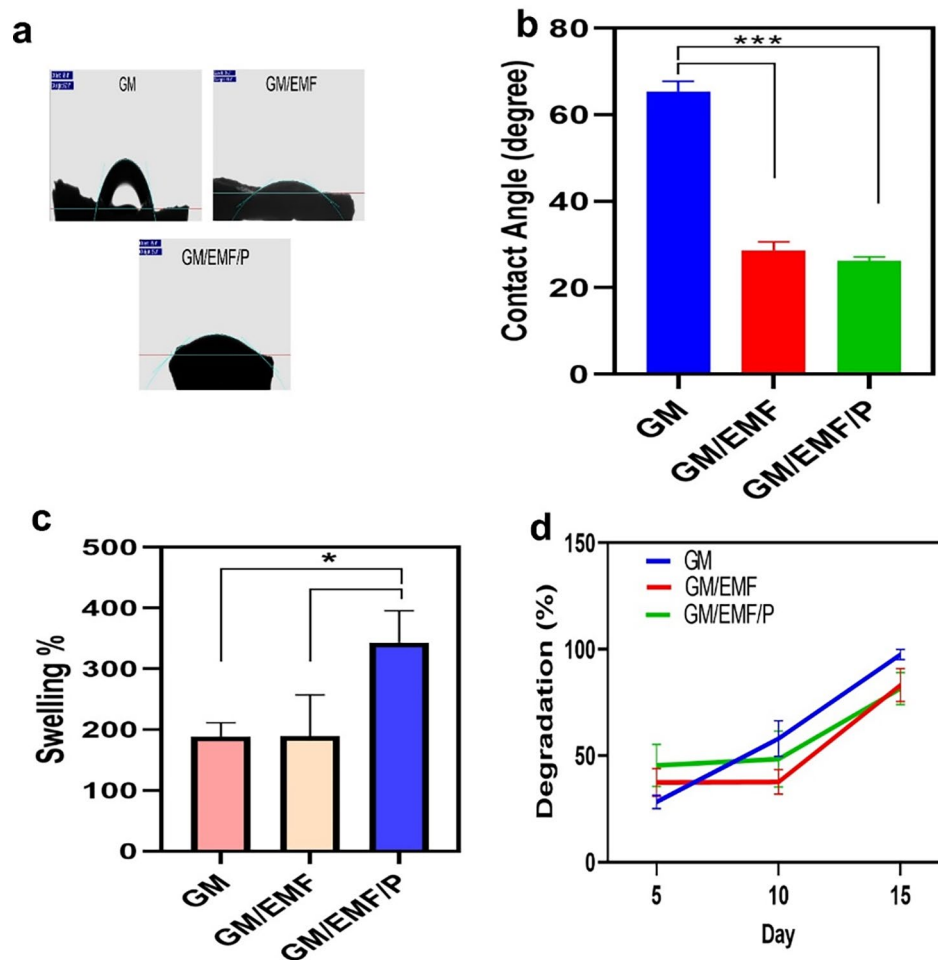 a
GM
GM/EMF
GM/EMF/P
b
Contact Angle (degree)
80
60
40
20
0
***
GM
GM/EMF
GM/EMF/P
c
Swelling %
500
400
300
200
100
0
*
GM
GM/EMF
GM/EMF/P
d
Degradation (%)
150
100
50
0
GM
GM/EMF
GM/EMF/P
5 10 15
Day